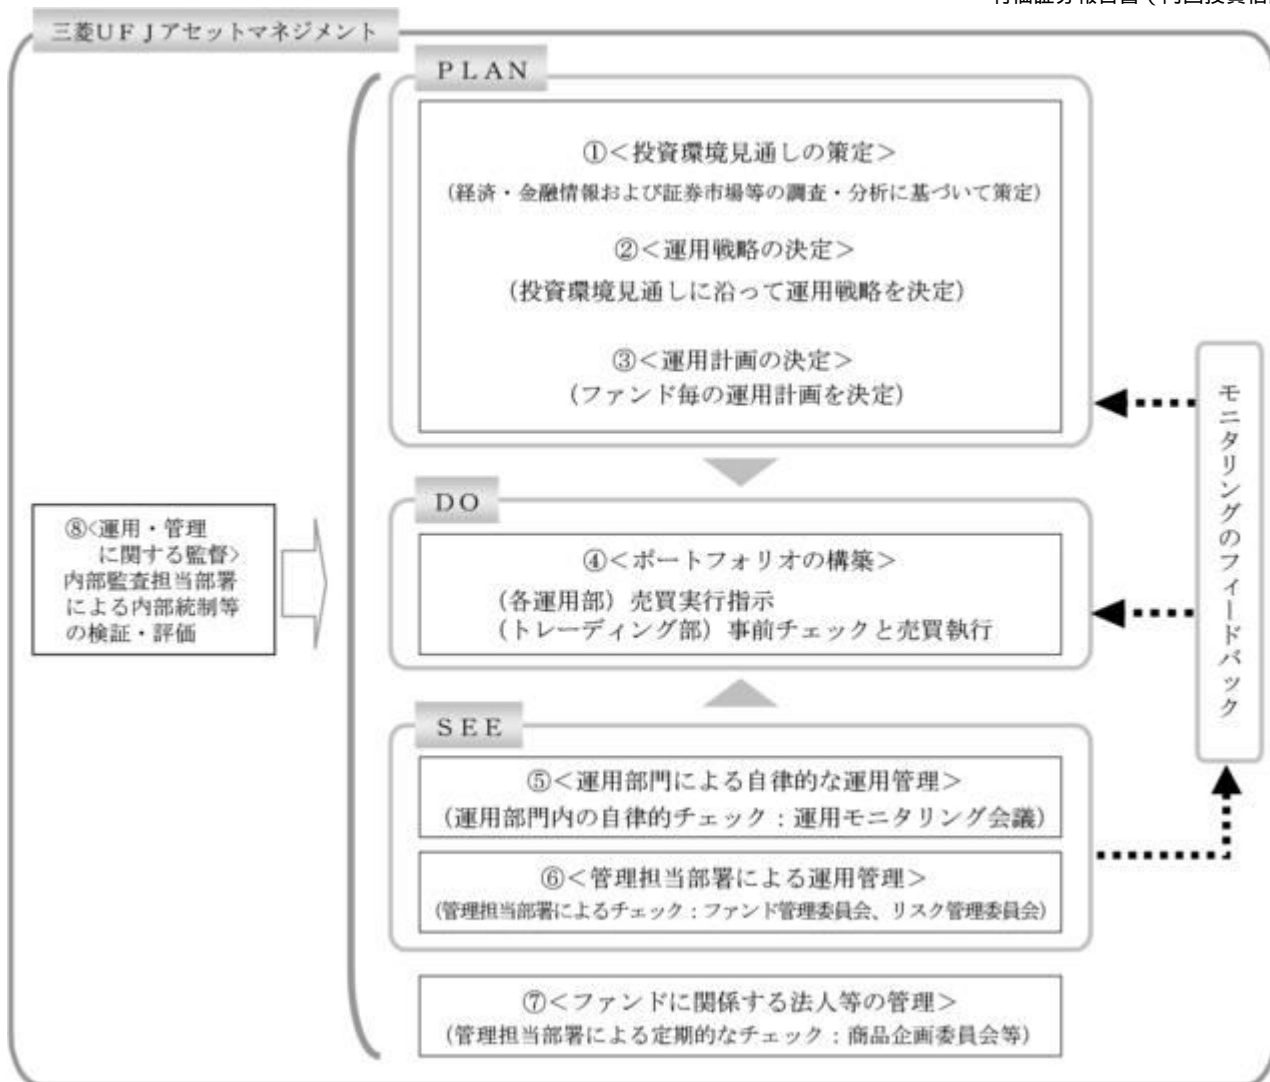 三菱ＵＦＪアセットマネジメント
ＰＬＡＮ
①＜投資環境見通しの策定＞
（経済・金融情報および証券市場等の調査・分析に基づいて策定）
②＜運用戦略の決定＞
（投資環境見通しに沿って運用戦略を決定）
③＜運用計画の決定＞
（ファンド毎の運用計画を決定）
モニタリングのフィードバック
ＤＯ
④＜ポートフォリオの構築＞
（各運用部）売買実行指示
（トレーディング部）事前チェックと売買執行
⑧<運用・管理
に関する監督>
内部監査担当部署
による内部統制等
の検証・評価
ＳＥＥ
⑤＜運用部門による自律的な運用管理＞
（運用部門内の自律的チェック：運用モニタリング会議）
⑥＜管理担当部署による運用管理＞
（管理担当部署によるチェック：ファンド管理委員会、リスク管理委員会）
⑦＜ファンドに関係する法人等の管理＞
（管理担当部署による定期的なチェック：商品企画委員会等）